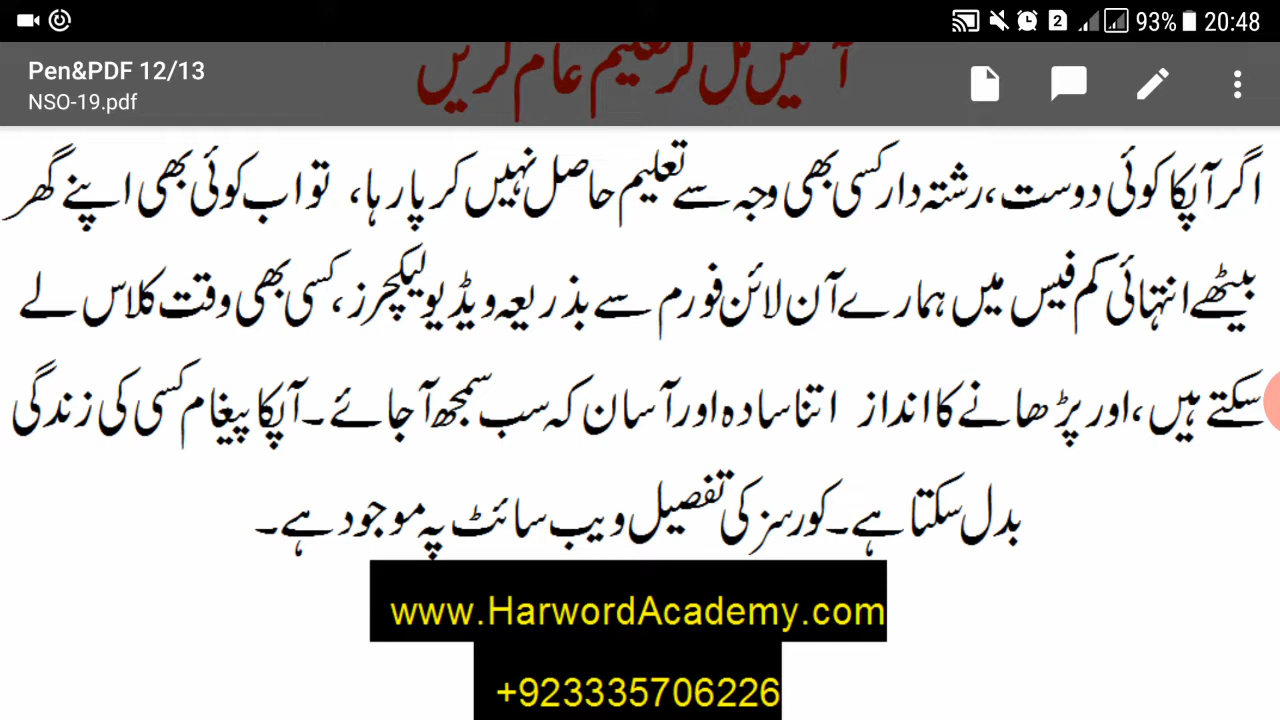 93% 20:48
Pen&PDF 12/13
NSO-19.pdf
آئیں مل کر تعلیم عام کریں
اگر آپکا کوئی دوست، رشتہ دار کسی بھی وجہ سے تعلیم حاصل نہیں کر پا رہا، تو اب کوئی بھی اپنے گھر
بیٹھے انتہائی کم فیس میں ہمارے آن لائن فورم سے بذریعہ ویڈیو لیکچرز، کسی بھی وقت کلاس لے
سکتے ہیں، اور پڑھانے کا انداز اتنا سادہ اور آسان کہ سب سمجھ آ جائے۔ آپکا پیغام کسی کی زندگی
بدل سکتا ہے۔ کورسز کی تفصیل ویب سائٹ پہ موجود ہے۔
www.HarwordAcademy.com
+923335706226